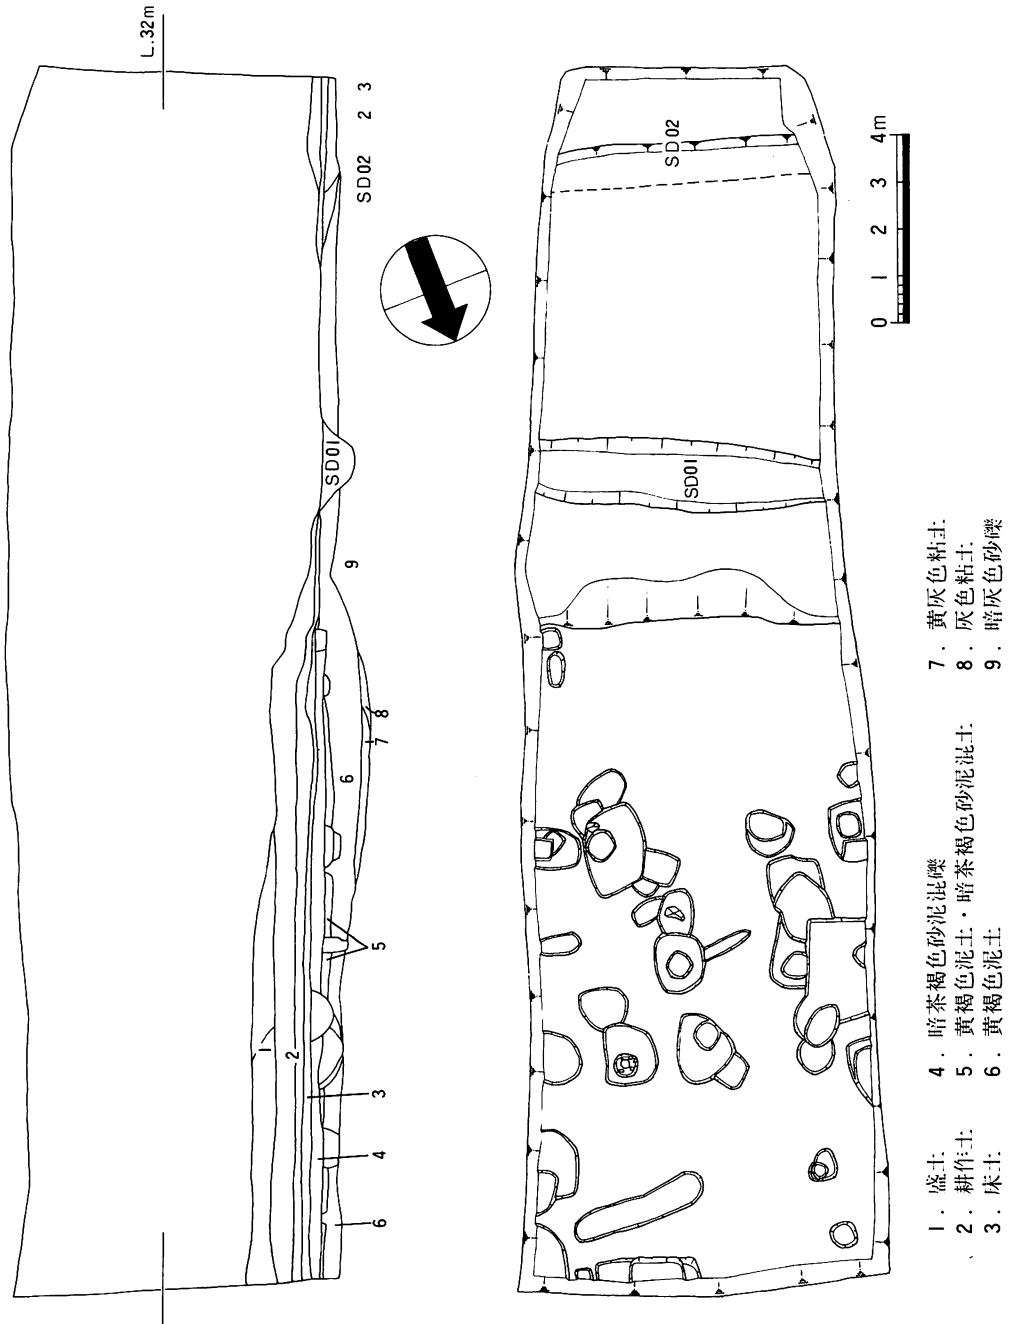 L.32m
3
2
SD02
SD01
9
8
7
6
5
1
2
3
4
6
SD02
SD01
0 1 2 3 4m
1. 盛土
2. 耕作土
3. 床土
4. 暗茶褐色砂泥混礫
5. 黄褐色泥土・暗茶褐色砂泥混土
6. 黄褐色泥土
7. 黄灰色粘土
8. 灰色粘土
9. 暗灰色砂礫